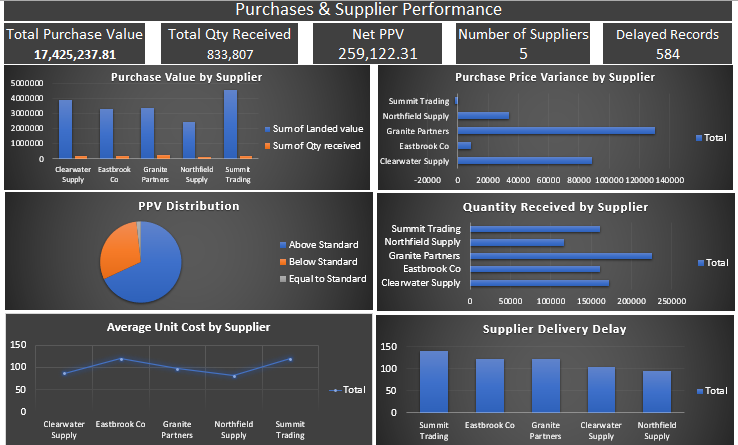 Purchases & Supplier Performance
Total Purchase Value
17,425,237.81
Total Qty Received
833,807
Net PPV
259,122.31
Number of Suppliers
5
Delayed Records
584
Purchase Value by Supplier
5000000
4000000
3000000
2000000
1000000
0
Clearwater Supply
Eastbrook Co
Granite Partners
Northfield Supply
Summit Trading
Sum of Landed value
Sum of Qty received
Purchase Price Variance by Supplier
Summit Trading
Northfield Supply
Granite Partners
Eastbrook Co
Clearwater Supply
-20000 0 20000 40000 60000 80000 100000 120000 140000
Total
PPV Distribution
Above Standard
Below Standard
Equal to Standard
Quantity Received by Supplier
Summit Trading
Northfield Supply
Granite Partners
Eastbrook Co
Clearwater Supply
0 50000 100000 150000 200000 250000
Total
Average Unit Cost by Supplier
150
100
50
0
Clearwater Supply
Eastbrook Co
Granite Partners
Northfield Supply
Summit Trading
Total
Supplier Delivery Delay
150
100
50
0
Summit Trading
Eastbrook Co
Granite Partners
Clearwater Supply
Northfield Supply
Total